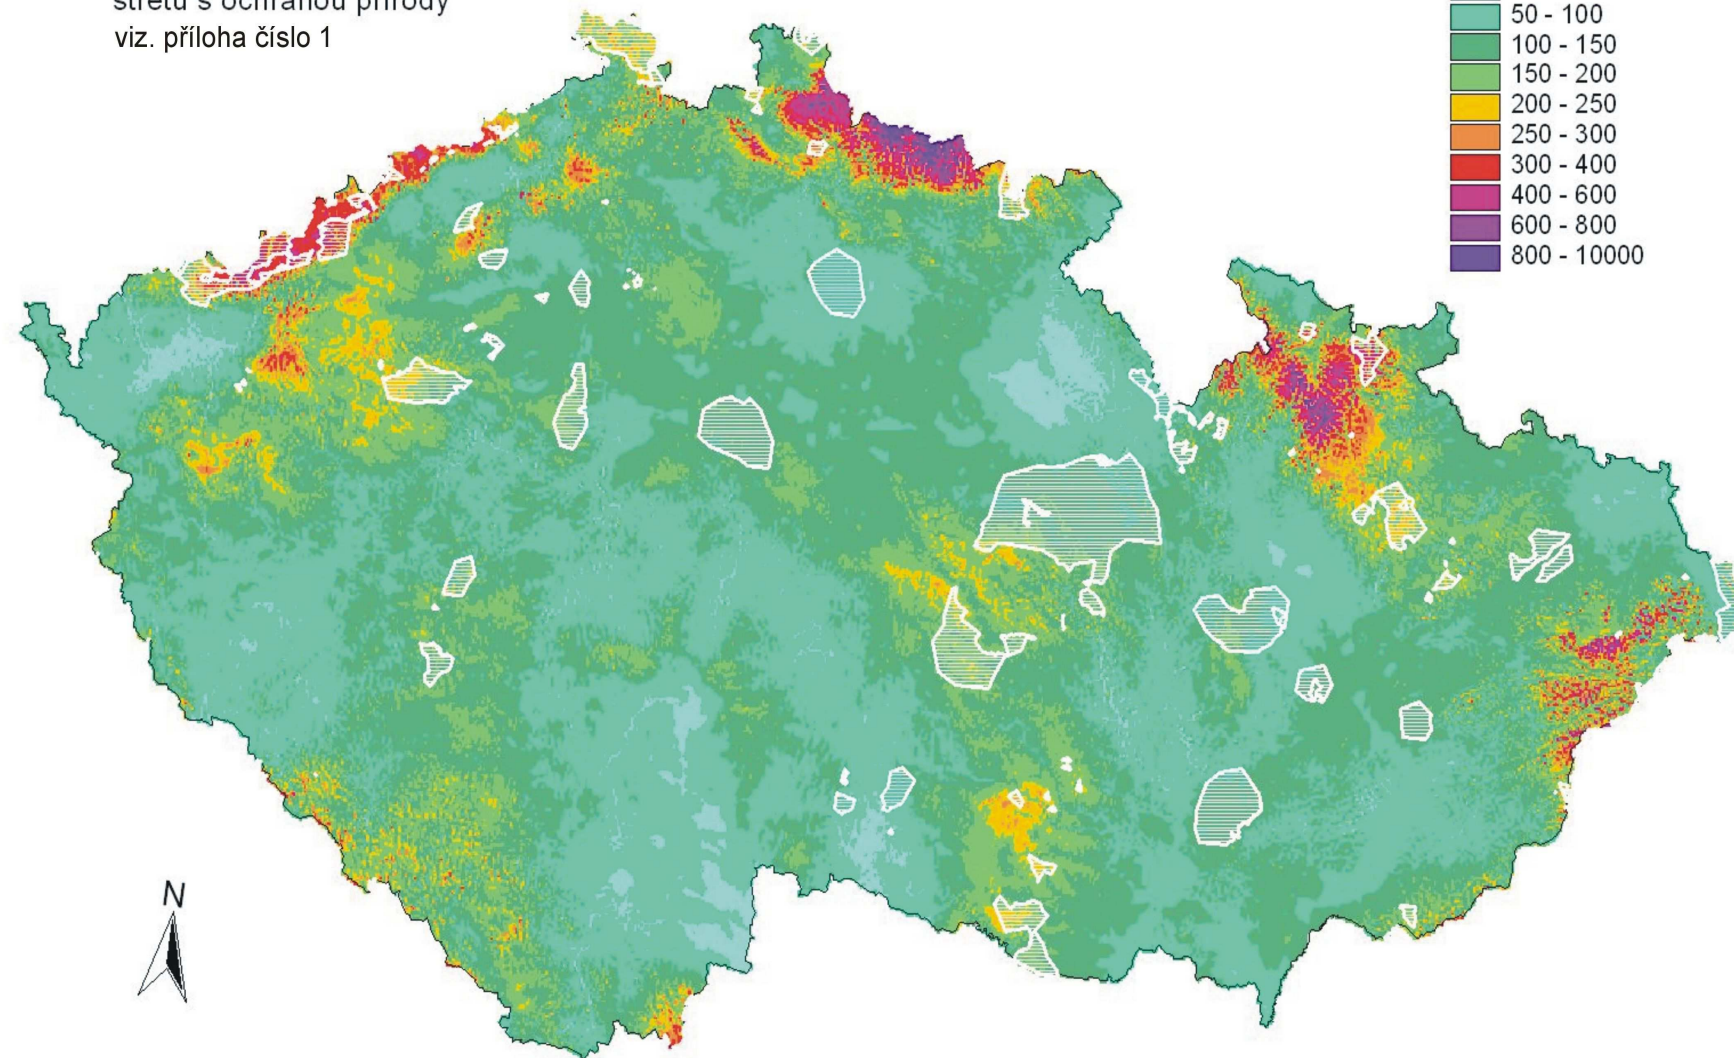 střetu s ochranou přírody
viz. příloha číslo 1
50 - 100
100 - 150
150 - 200
200 - 250
250 - 300
300 - 400
400 - 600
600 - 800
800 - 10000
N